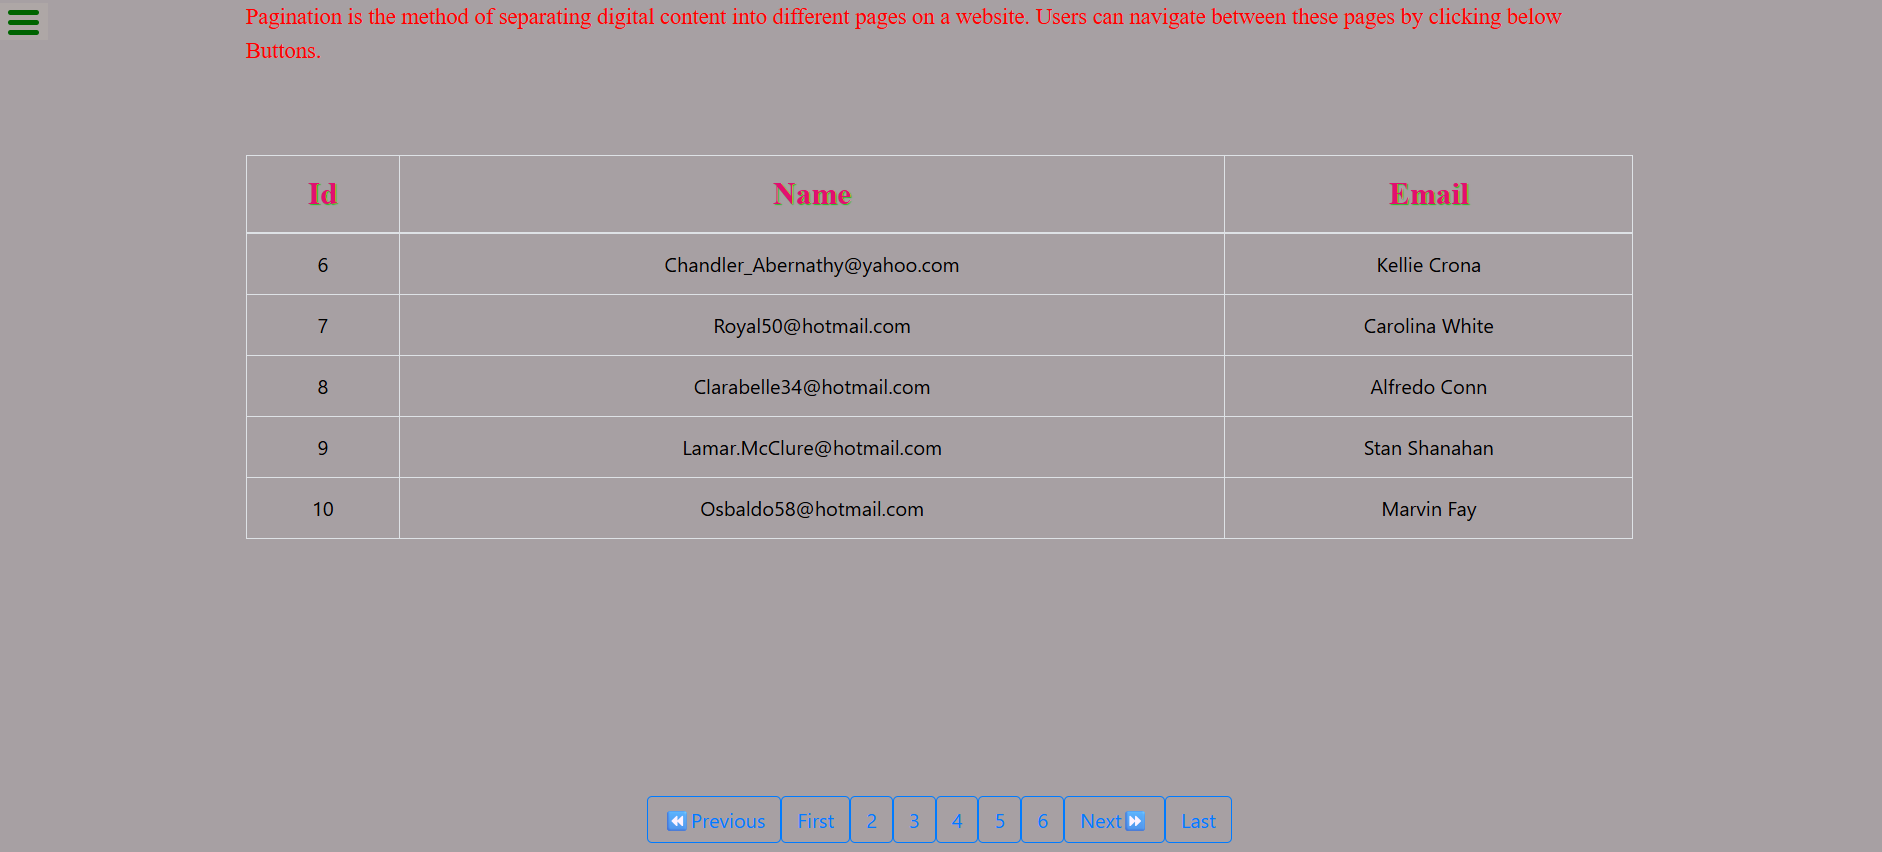 Pagination is the method of separating digital content into different pages on a website. Users can navigate between these pages by clicking below
Buttons.
Id Name Email
6 Chandler_Abernathy@yahoo.com Kellie Crona
7 Royal50@hotmail.com Carolina White
8 Clarabelle34@hotmail.com Alfredo Conn
9 Lamar.McClure@hotmail.com Stan Shanahan
10 Osbaldo58@hotmail.com Marvin Fay
⏪Previous First 2 3 4 5 6 Next⏩ Last